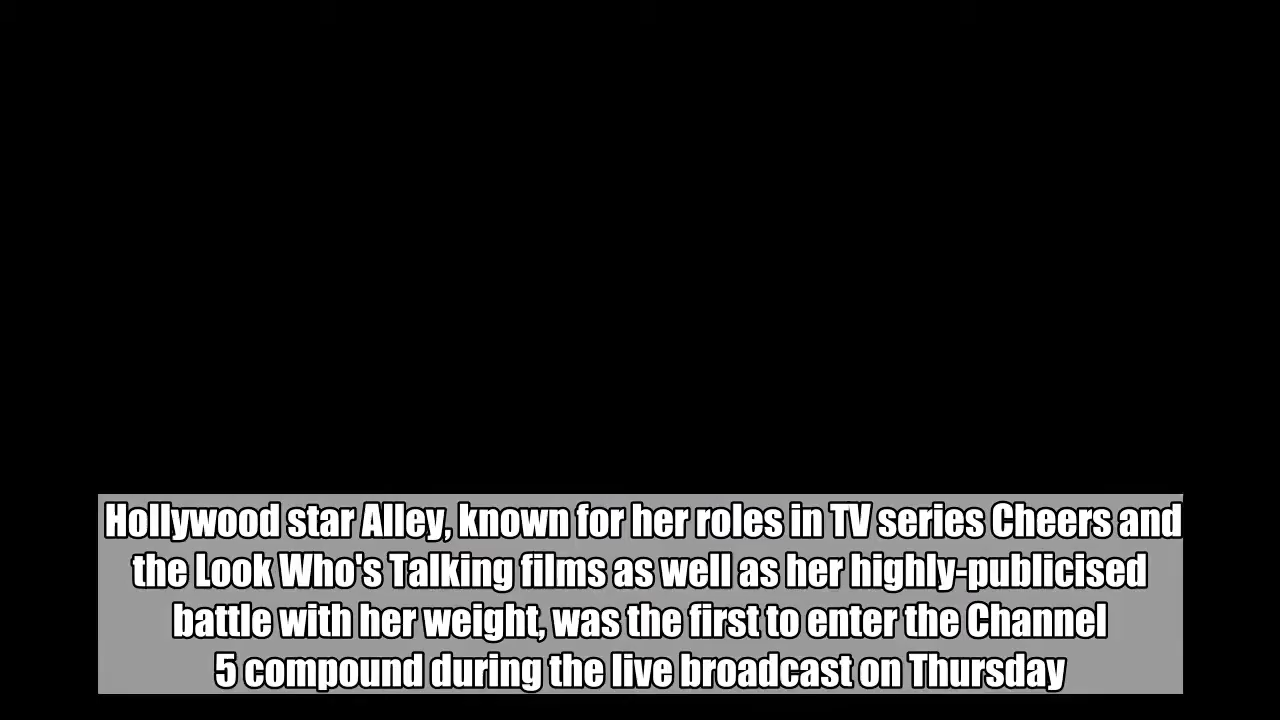 Hollywood star Alley, known for her roles in TV series Cheers and
the Look Who's Talking films as well as her highly-publicised
battle with her weight, was the first to enter the Channel
5 compound during the live broadcast on Thursday